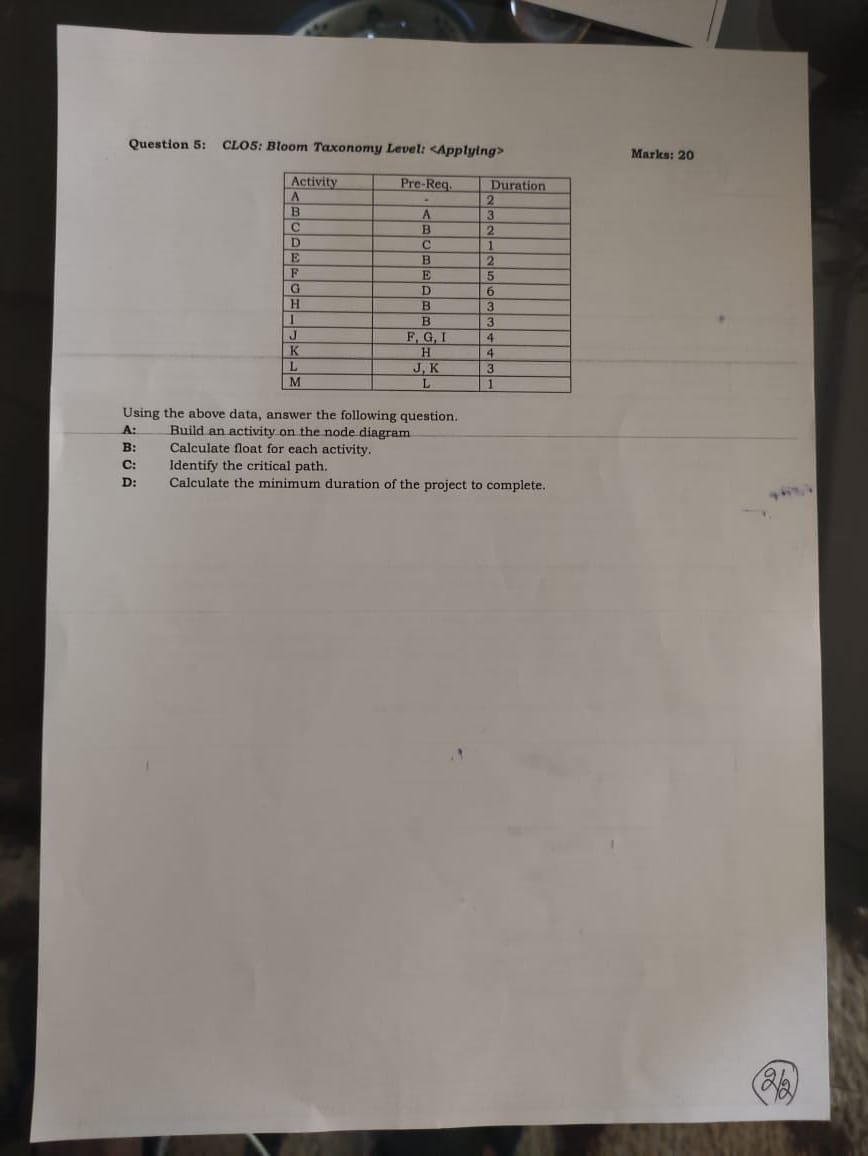 Question 5: CLO5: Bloom Taxonomy Level: <Applying> Marks: 20
Activity Pre-Req. Duration
A - 2
B A 3
C B 2
D C 1
E B 2
F E 5
G D 6
H B 3
I B 3
J F, G, I 4
K H 4
L J, K 3
M L 1
Using the above data, answer the following question.
A: Build an activity on the node diagram
B: Calculate float for each activity.
C: Identify the critical path.
D: Calculate the minimum duration of the project to complete.
2/2